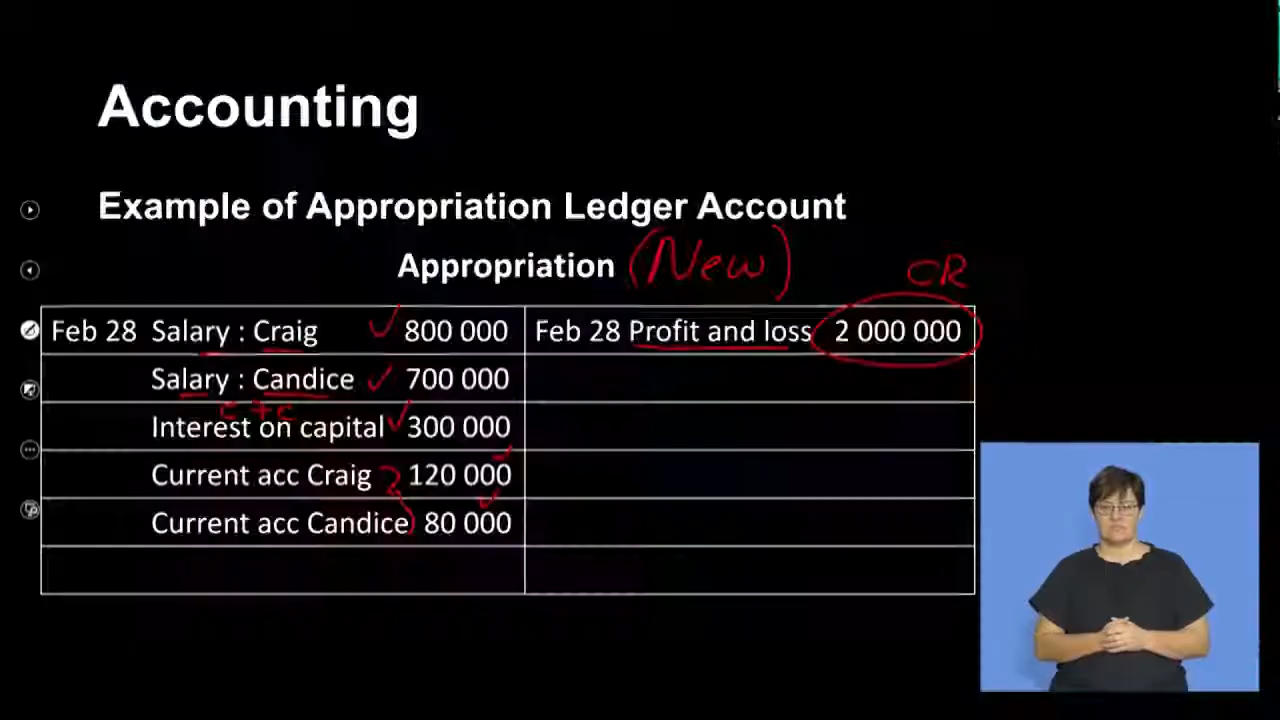 Accounting
Example of Appropriation Ledger Account
Appropriation (New) CR
Feb 28 Salary : Craig 800 000 Feb 28 Profit and loss 2 000 000
Salary : Candice 700 000
c + c
Interest on capital 300 000
Current acc Craig 120 000
Current acc Candice 80 000